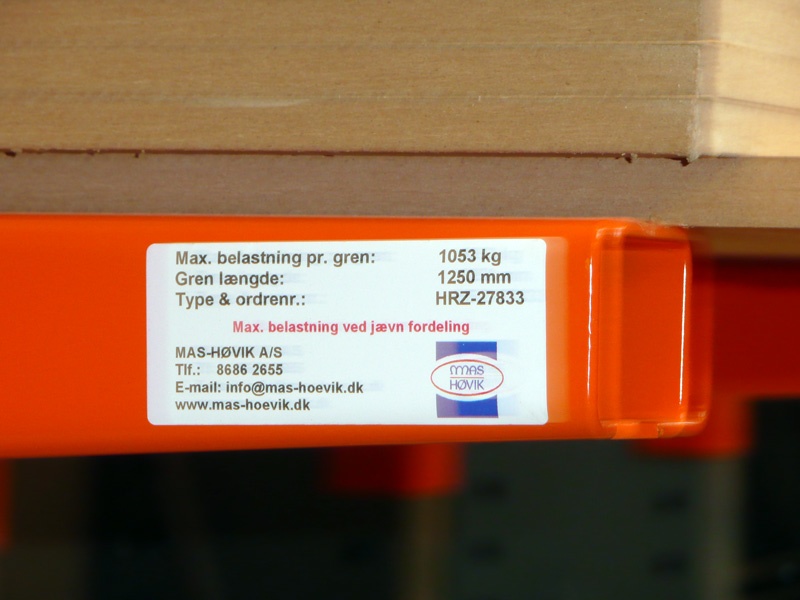 Max. belastning pr. gren: 1053 kg
Gren længde: 1250 mm
Type & ordrenr.: HRZ-27833
Max. belastning ved jævn fordeling
MAS-HØVIK A/S
Tlf.: 8686 2655
E-mail: info@mas-hoevik.dk
www.mas-hoevik.dk
MAS
HØVIK